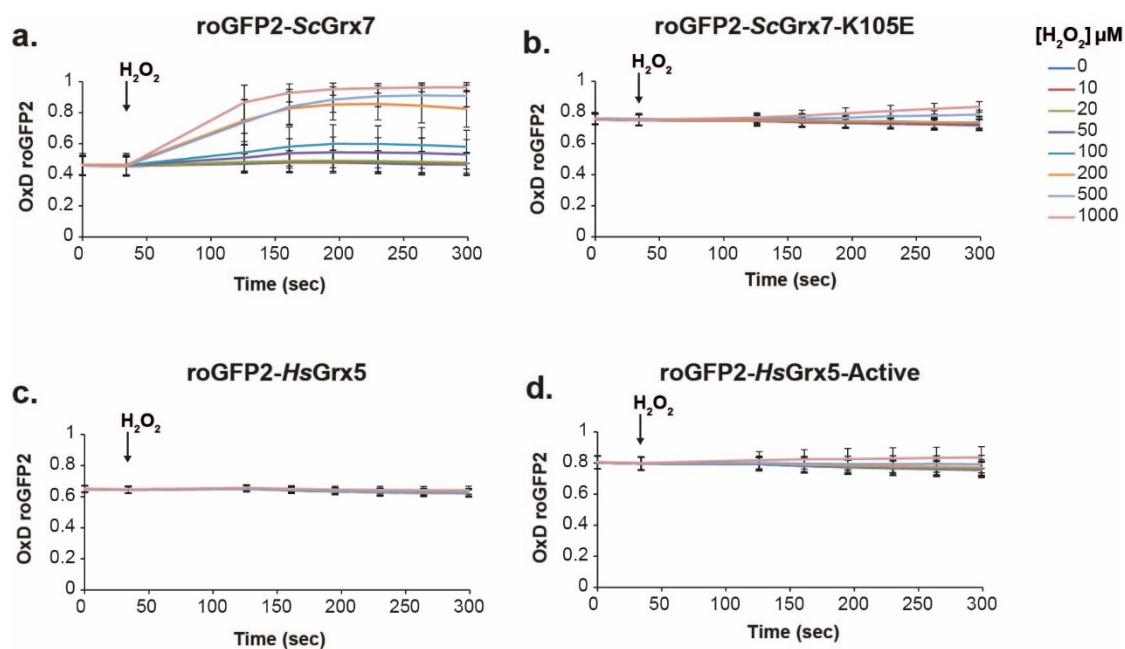 a.
roGFP2-ScGrx7
H₂O₂
OxD roGFP2
1
0.8
0.6
0.4
0.2
0
0 50 100 150 200 250 300
Time (sec)
b.
roGFP2-ScGrx7-K105E
H₂O₂
OxD roGFP2
1
0.8
0.6
0.4
0.2
0
0 50 100 150 200 250 300
Time (sec)
[H₂O₂] µM
0
10
20
50
100
200
500
1000
c.
roGFP2-HsGrx5
H₂O₂
OxD roGFP2
1
0.8
0.6
0.4
0.2
0
0 50 100 150 200 250 300
Time (sec)
d.
roGFP2-HsGrx5-Active
H₂O₂
OxD roGFP2
1
0.8
0.6
0.4
0.2
0
0 50 100 150 200 250 300
Time (sec)